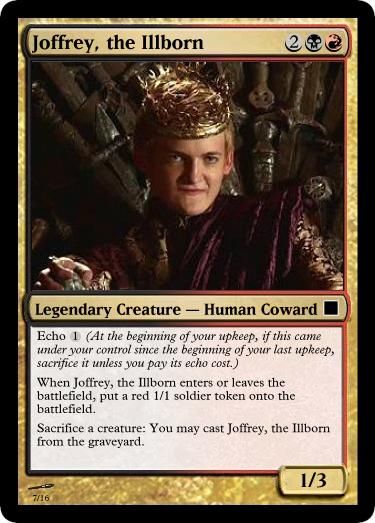 Joffrey, the Illborn 2
Legendary Creature — Human Coward
Echo 1 (At the beginning of your upkeep, if this came
under your control since the beginning of your last upkeep,
sacrifice it unless you pay its echo cost.)
When Joffrey, the Illborn enters or leaves the
battlefield, put a red 1/1 soldier token onto the
battlefield.
Sacrifice a creature: You may cast Joffrey, the Illborn
from the graveyard.
1/3
7/16